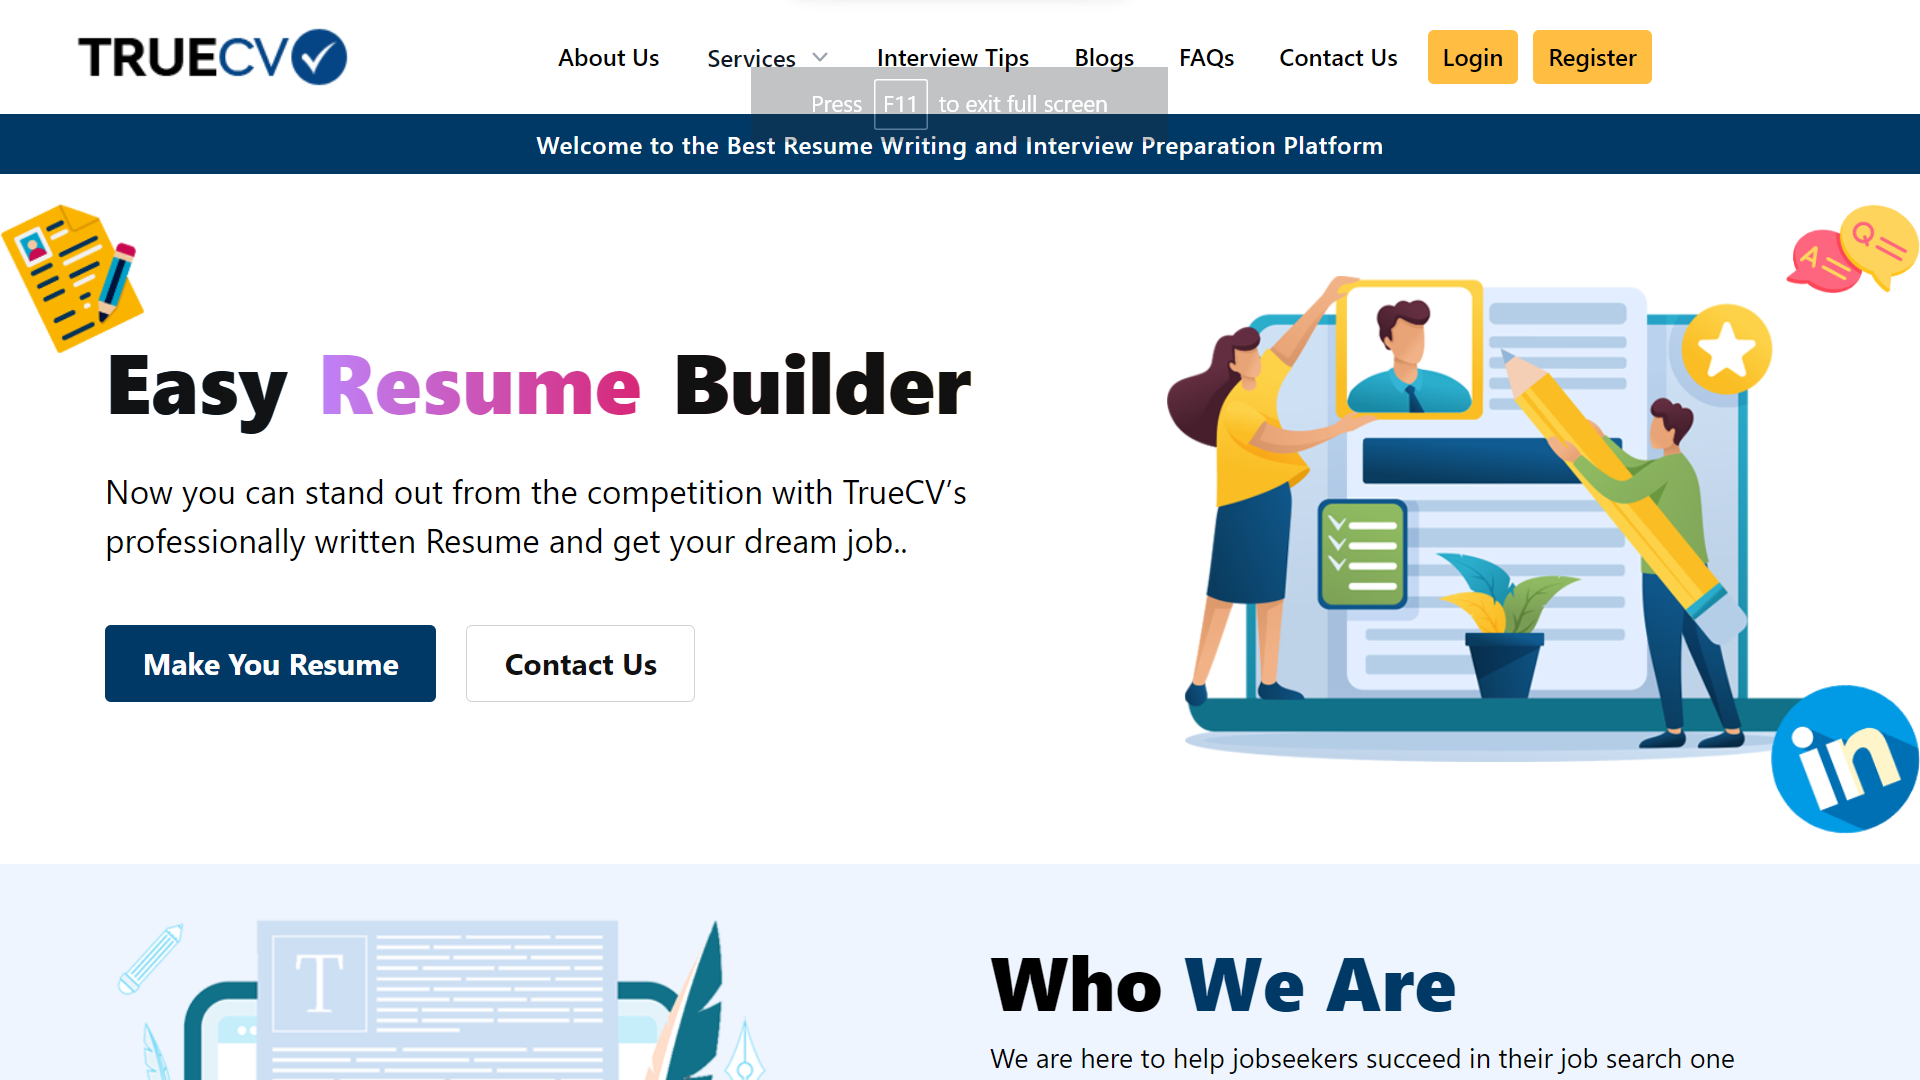 TRUECV
About Us
Services
Interview Tips
Blogs
FAQs
Contact Us
Login
Register
Press F11 to exit full screen
Welcome to the Best Resume Writing and Interview Preparation Platform
A
Q
Easy Resume Builder
Now you can stand out from the competition with TrueCV’s
professionally written Resume and get your dream job..
Make You Resume
Contact Us
in
T
Who We Are
We are here to help jobseekers succeed in their job search one